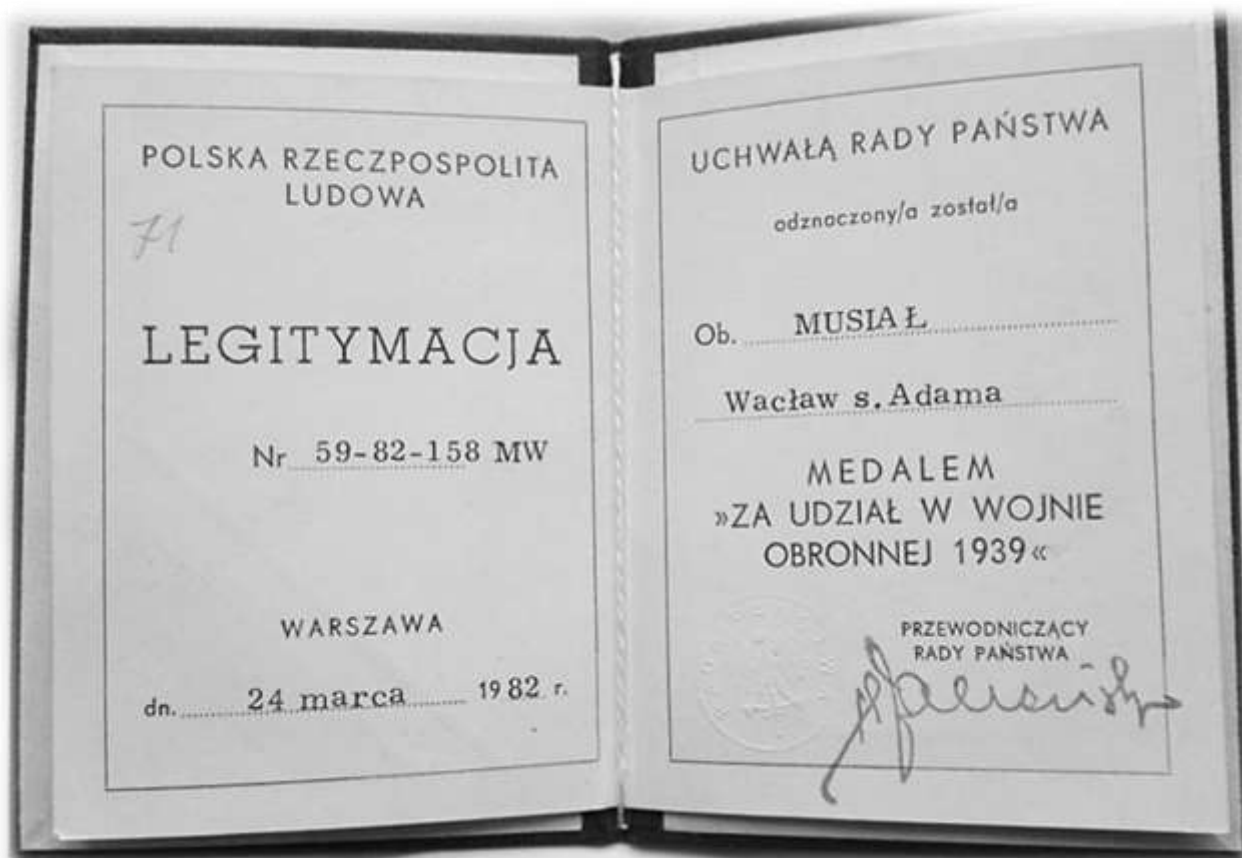 POLSKA RZECZPOSPOLITA
LUDOWA
71
LEGITYMACJA
Nr 59-82-158 MW
WARSZAWA
dn. 24 marca 1982 r.
UCHWAŁĄ RADY PAŃSTWA
odznaczony/a został/a
Ob. MUSIAŁ
Wacław s. Adama
MEDALEM
»ZA UDZIAŁ W WOJNIE
OBRONNEJ 1939«
PRZEWODNICZĄCY
RADY PAŃSTWA